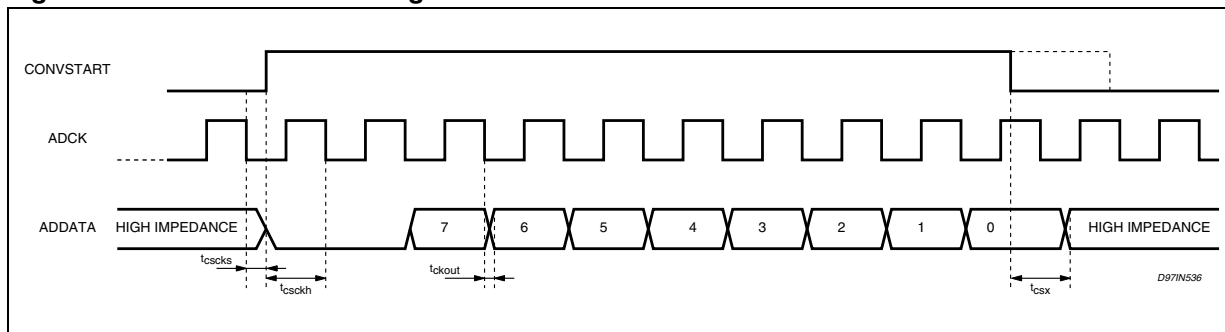 CONVSTART
ADCK
ADDATA HIGH IMPEDANCE 7 6 5 4 3 2 1 0 HIGH IMPEDANCE
tcscks tcsckh tckout tcsx D97IN536